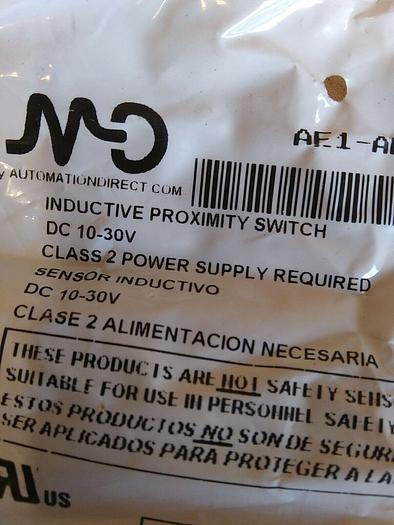 AE1-A
y AUTOMATIONDIRECT COM
INDUCTIVE PROXIMITY SWITCH
DC 10-30V
CLASS 2 POWER SUPPLY REQUIRED
SENSOR INDUCTIVO
DC 10-30V
CLASE 2 ALIMENTACION NECESARIA
THESE PRODUCTS ARE NOT SAFETY SENS
SUITABLE FOR USE IN PERSONNEL SAFETY
ESTOS PRODUCTOS NO SON DE SEGUR
SER APLICADOS PARA PROTEGER A LA
US